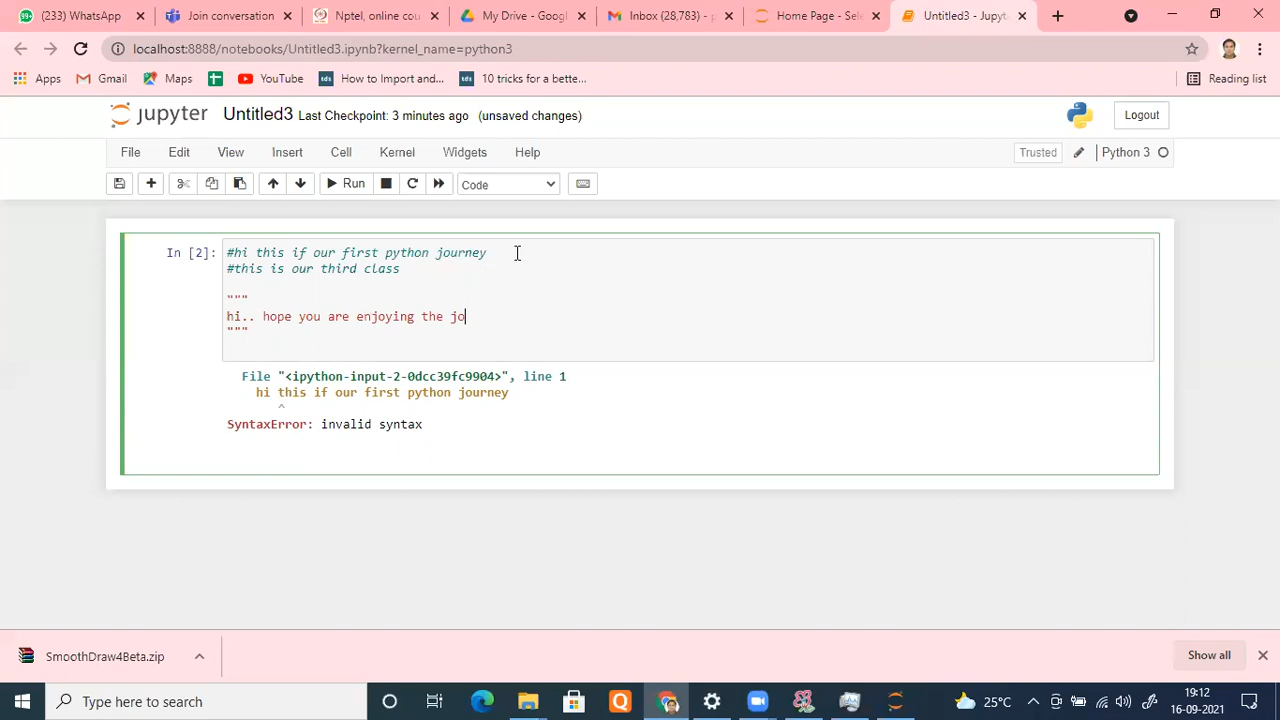 (233) WhatsApp
Join conversation
Nptel, online cou
My Drive - Googl
Inbox (28,783) - p
Home Page - Sele
Untitled3 - Jupyt
localhost:8888/notebooks/Untitled3.ipynb?kernel_name=python3
Apps
Gmail
Maps
YouTube
How to Import and...
10 tricks for a bette...
Reading list
jupyter Untitled3 Last Checkpoint: 3 minutes ago (unsaved changes)
Logout
File Edit View Insert Cell Kernel Widgets Help
Trusted
Python 3
Run
Code
In [2]: #hi this if our first python journey
#this is our third class
"""
hi.. hope you are enjoying the jo
"""
File "<ipython-input-2-0dcc39fc9904>", line 1
hi this if our first python journey
^
SyntaxError: invalid syntax
SmoothDraw4Beta.zip
Show all
Type here to search
25°C
19:12
16-09-2021